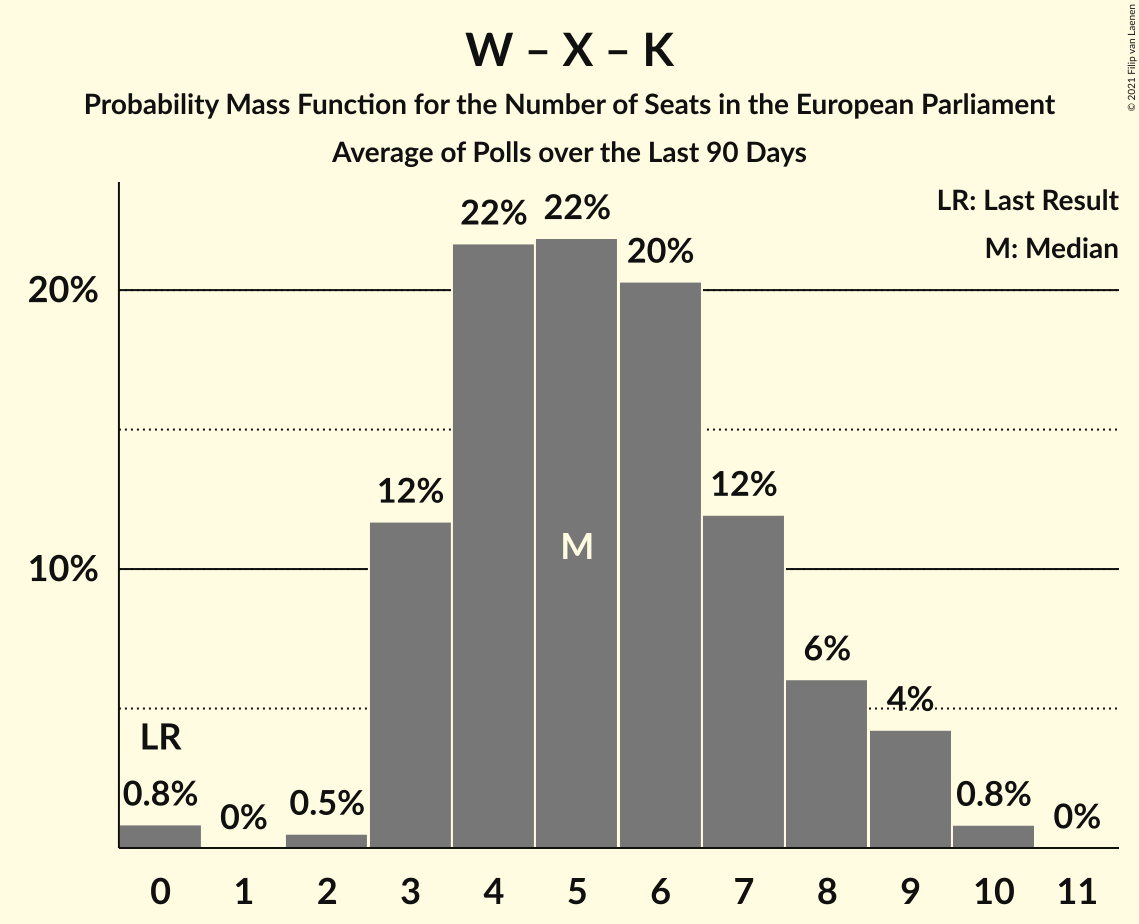 W – X – K
Probability Mass Function for the Number of Seats in the European Parliament
Average of Polls over the Last 90 Days
© 2021 Filip van Laenen
LR: Last Result
M: Median
22%
22%
20%
20%
12%
12%
10%
M
6%
4%
LR
0.8%
0%
0.5%
0.8%
0%
0 1 2 3 4 5 6 7 8 9 10 11